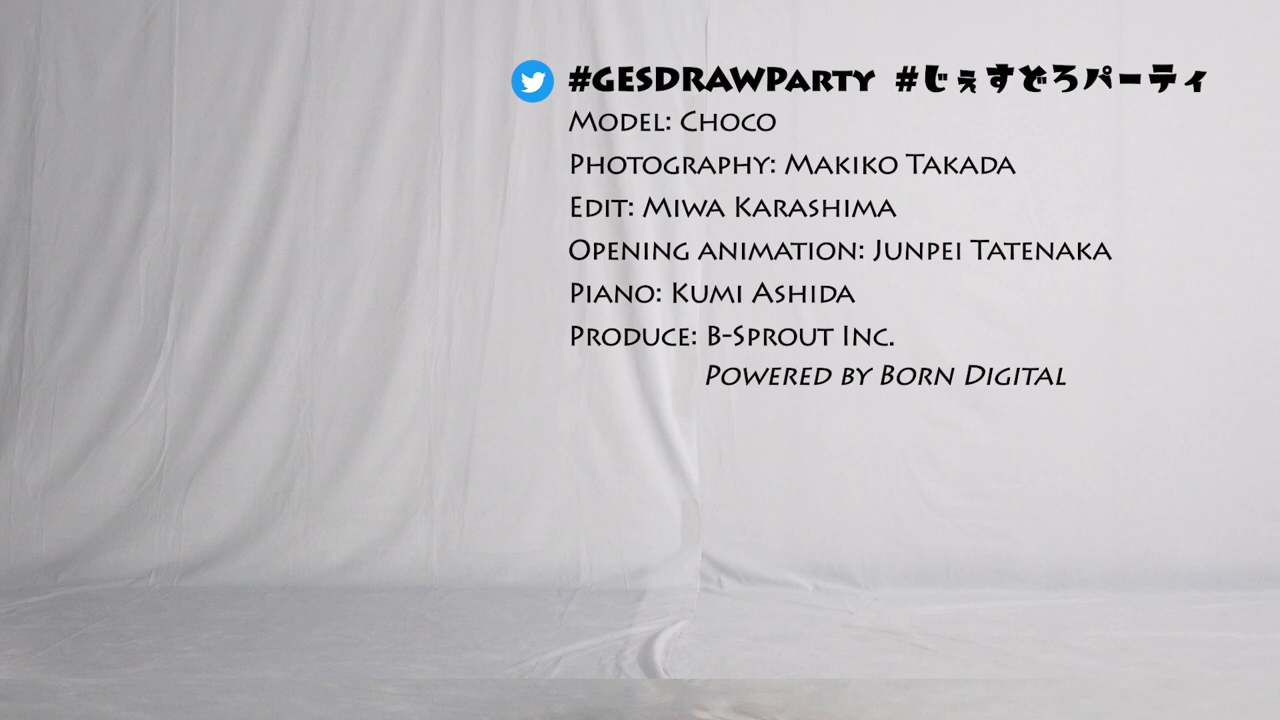 #GESDRAWPARTY #じぇすどろパーティ
MODEL: CHOCO
PHOTOGRAPHY: MAKIKO TAKADA
EDIT: MIWA KARASHIMA
OPENING ANIMATION: JUNPEI TATENAKA
PIANO: KUMI ASHIDA
PRODUCE: B-SPROUT INC.
POWERED BY BORN DIGITAL